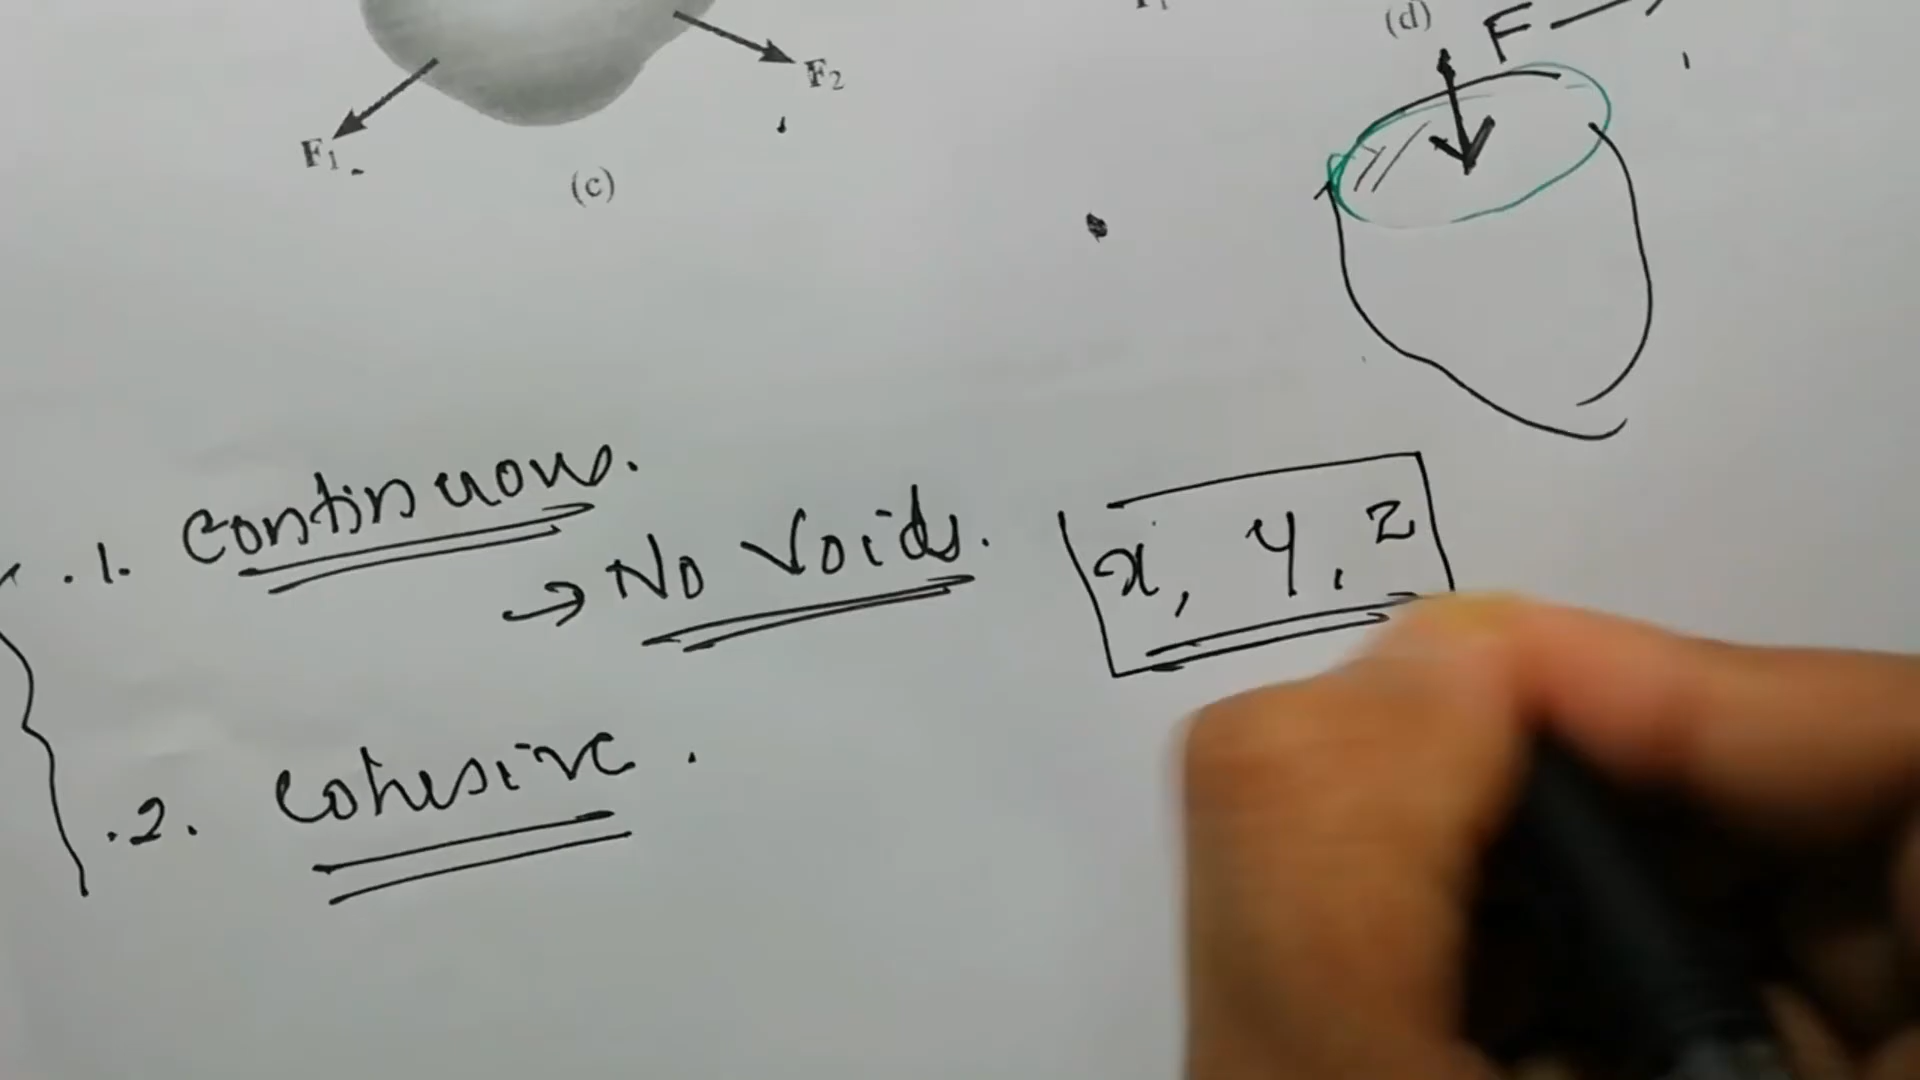 (d) F
F2
F1
(c)
.1. Continuous.
→ No Voids. x, y, z
.2. Cohesive.